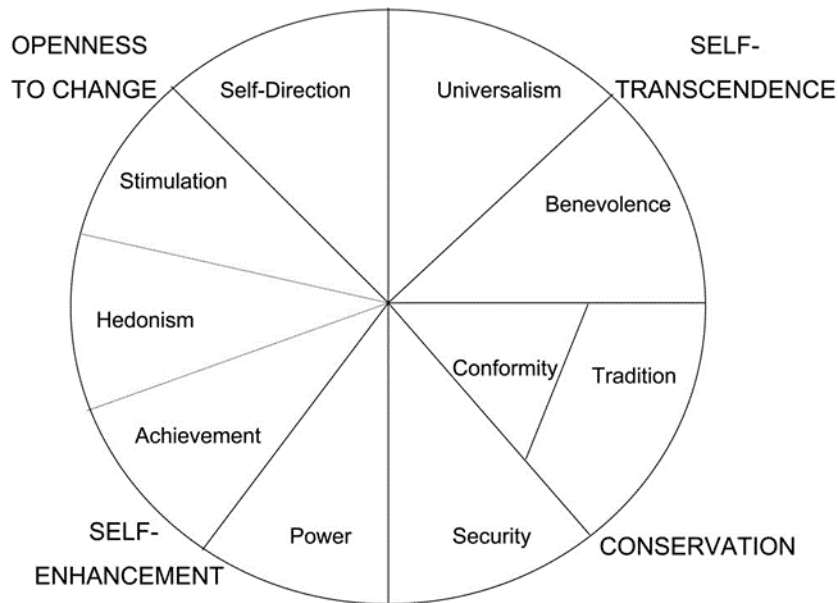 OPENNESS
TO CHANGE
SELF-
TRANSCENDENCE
Self-Direction
Universalism
Stimulation
Benevolence
Hedonism
Conformity
Tradition
Achievement
Power
Security
SELF-
ENHANCEMENT
CONSERVATION